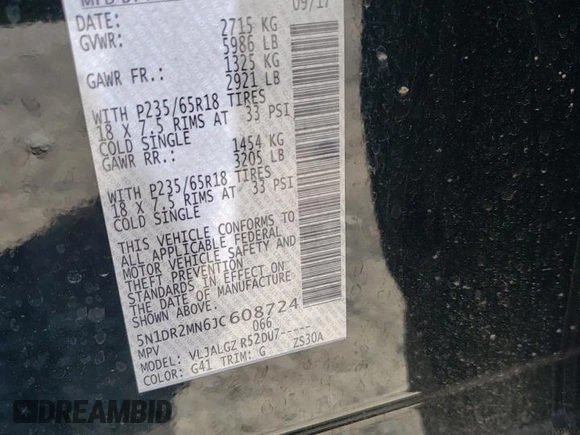 DATE: 09/17
GVWR: 2715 KG
5986 LB
GAWR FR.: 1325 KG
2921 LB
WITH P235/65R18 TIRES
18 X 7.5 RIMS AT 33 PSI
COLD SINGLE
GAWR RR.: 1454 KG
3205 LB
WITH P235/65R18 TIRES
18 X 7.5 RIMS AT 33 PSI
COLD SINGLE
THIS VEHICLE CONFORMS TO
ALL APPLICABLE FEDERAL
MOTOR VEHICLE SAFETY AND
THEFT PREVENTION
STANDARDS IN EFFECT ON
THE DATE OF MANUFACTURE
SHOWN ABOVE.
5N1DR2MN6JC608724
MPV 066
MODEL: VLJALGZ R52DU7-----
COLOR: G41 TRIM: G ZS30A
DREAMBID